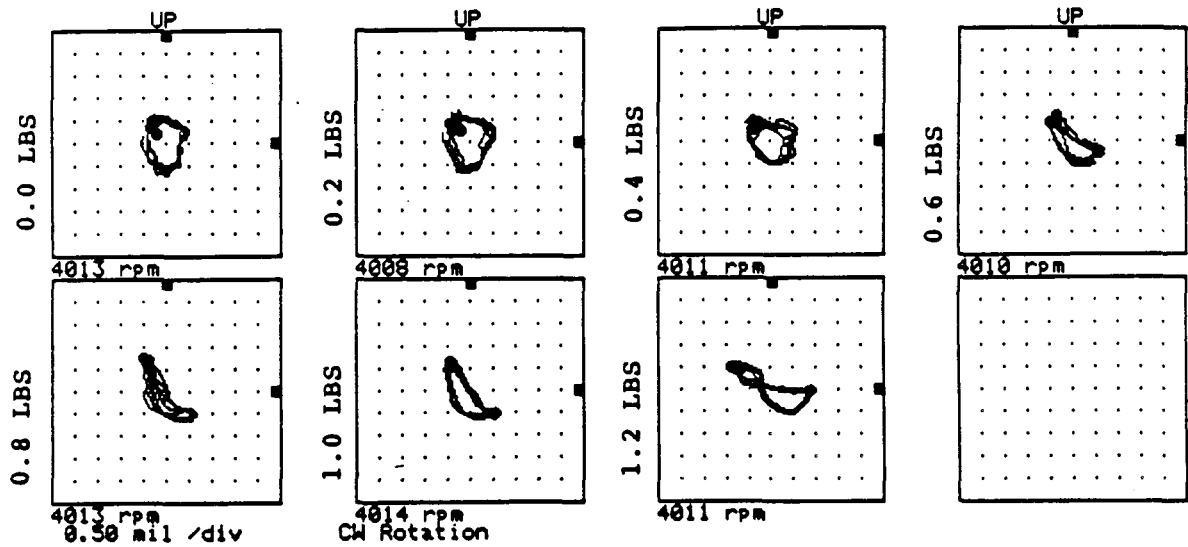 UP UP UP UP
0.0 LBS
0.2 LBS
0.4 LBS
0.6 LBS
4013 rpm 4008 rpm 4011 rpm 4010 rpm
0.8 LBS
1.0 LBS
1.2 LBS
4013 rpm 4014 rpm 4011 rpm
0.50 mil /div CW Rotation